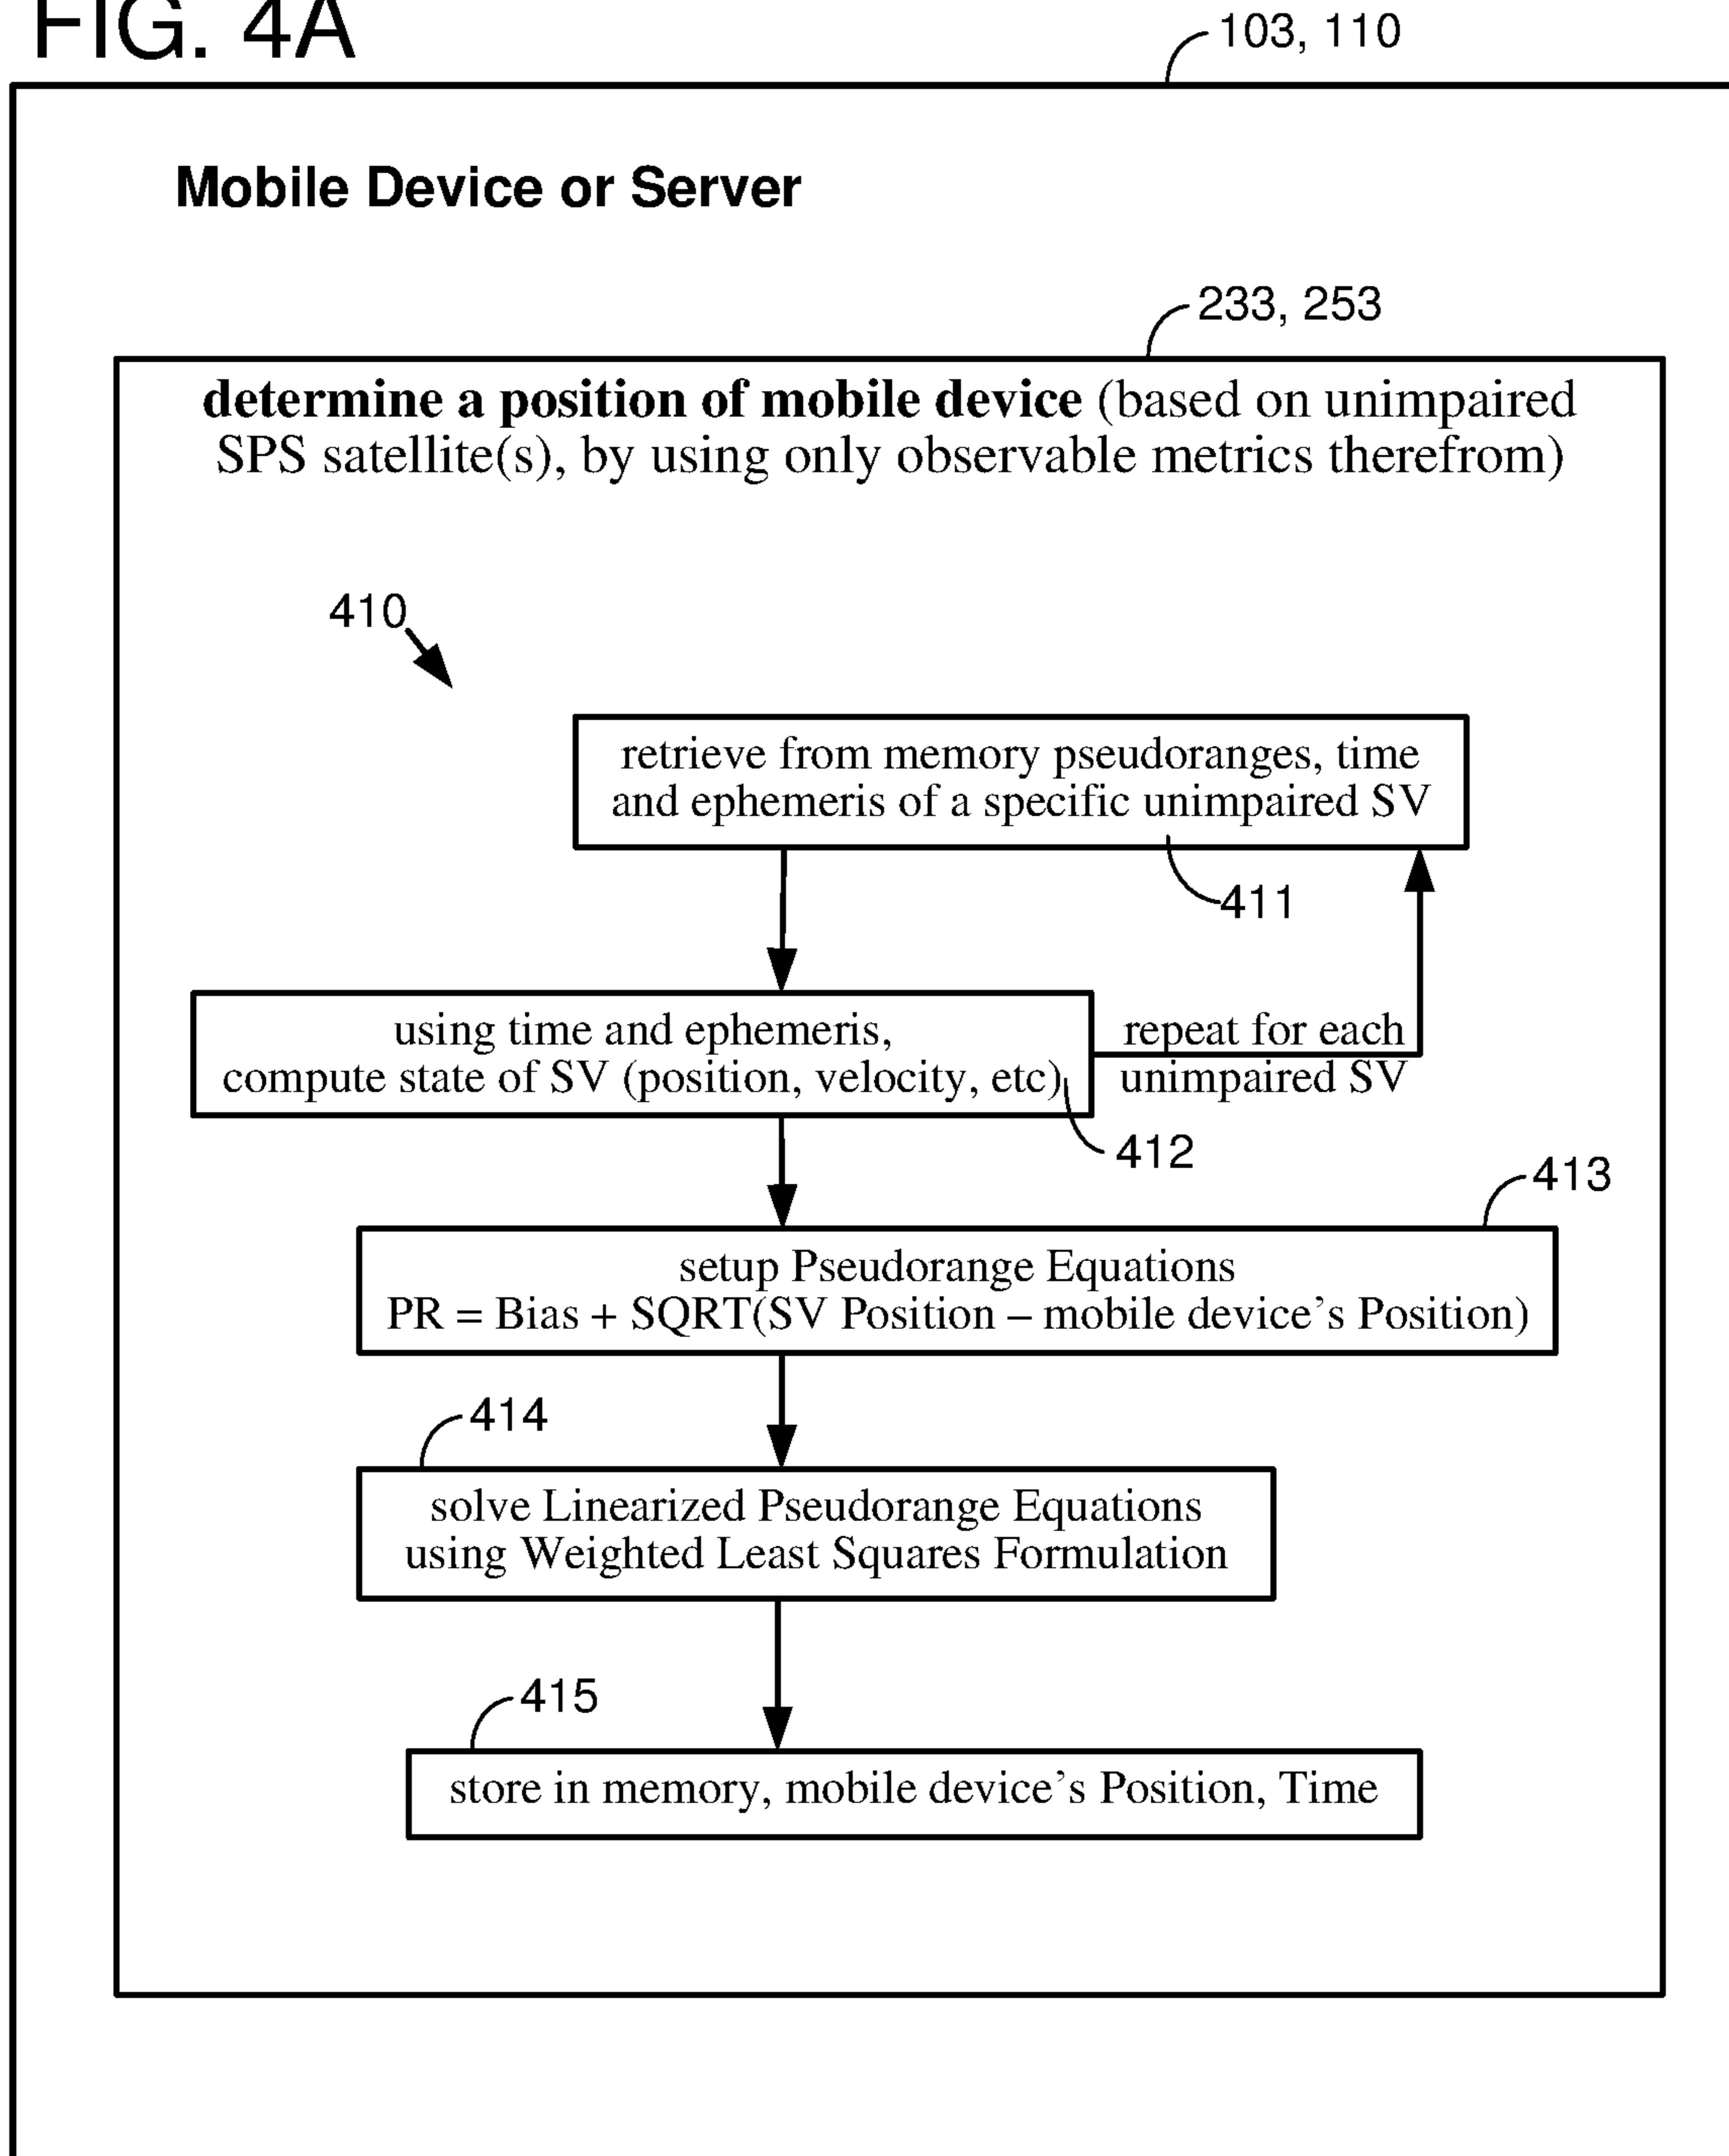 FIG. 4A
103, 110
Mobile Device or Server
233, 253
determine a position of mobile device (based on unimpaired
SPS satellite(s), by using only observable metrics therefrom)
410
retrieve from memory pseudoranges, time
and ephemeris of a specific unimpaired SV
411
using time and ephemeris,
compute state of SV (position, velocity, etc)
repeat for each
unimpaired SV
412
413
setup Pseudorange Equations
PR = Bias + SQRT(SV Position – mobile device’s Position)
414
solve Linearized Pseudorange Equations
using Weighted Least Squares Formulation
415
store in memory, mobile device’s Position, Time